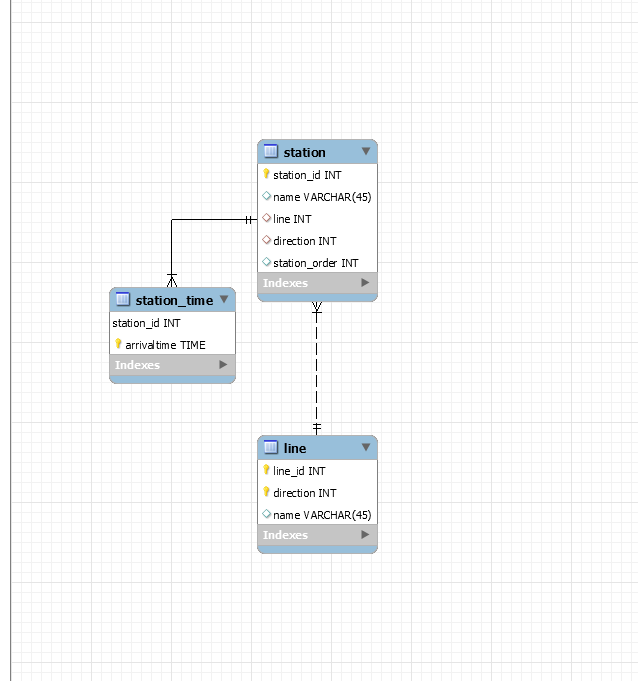 station
station_id INT
name VARCHAR(45)
line INT
direction INT
station_order INT
Indexes
station_time
station_id INT
arrivaltime TIME
Indexes
line
line_id INT
direction INT
name VARCHAR(45)
Indexes